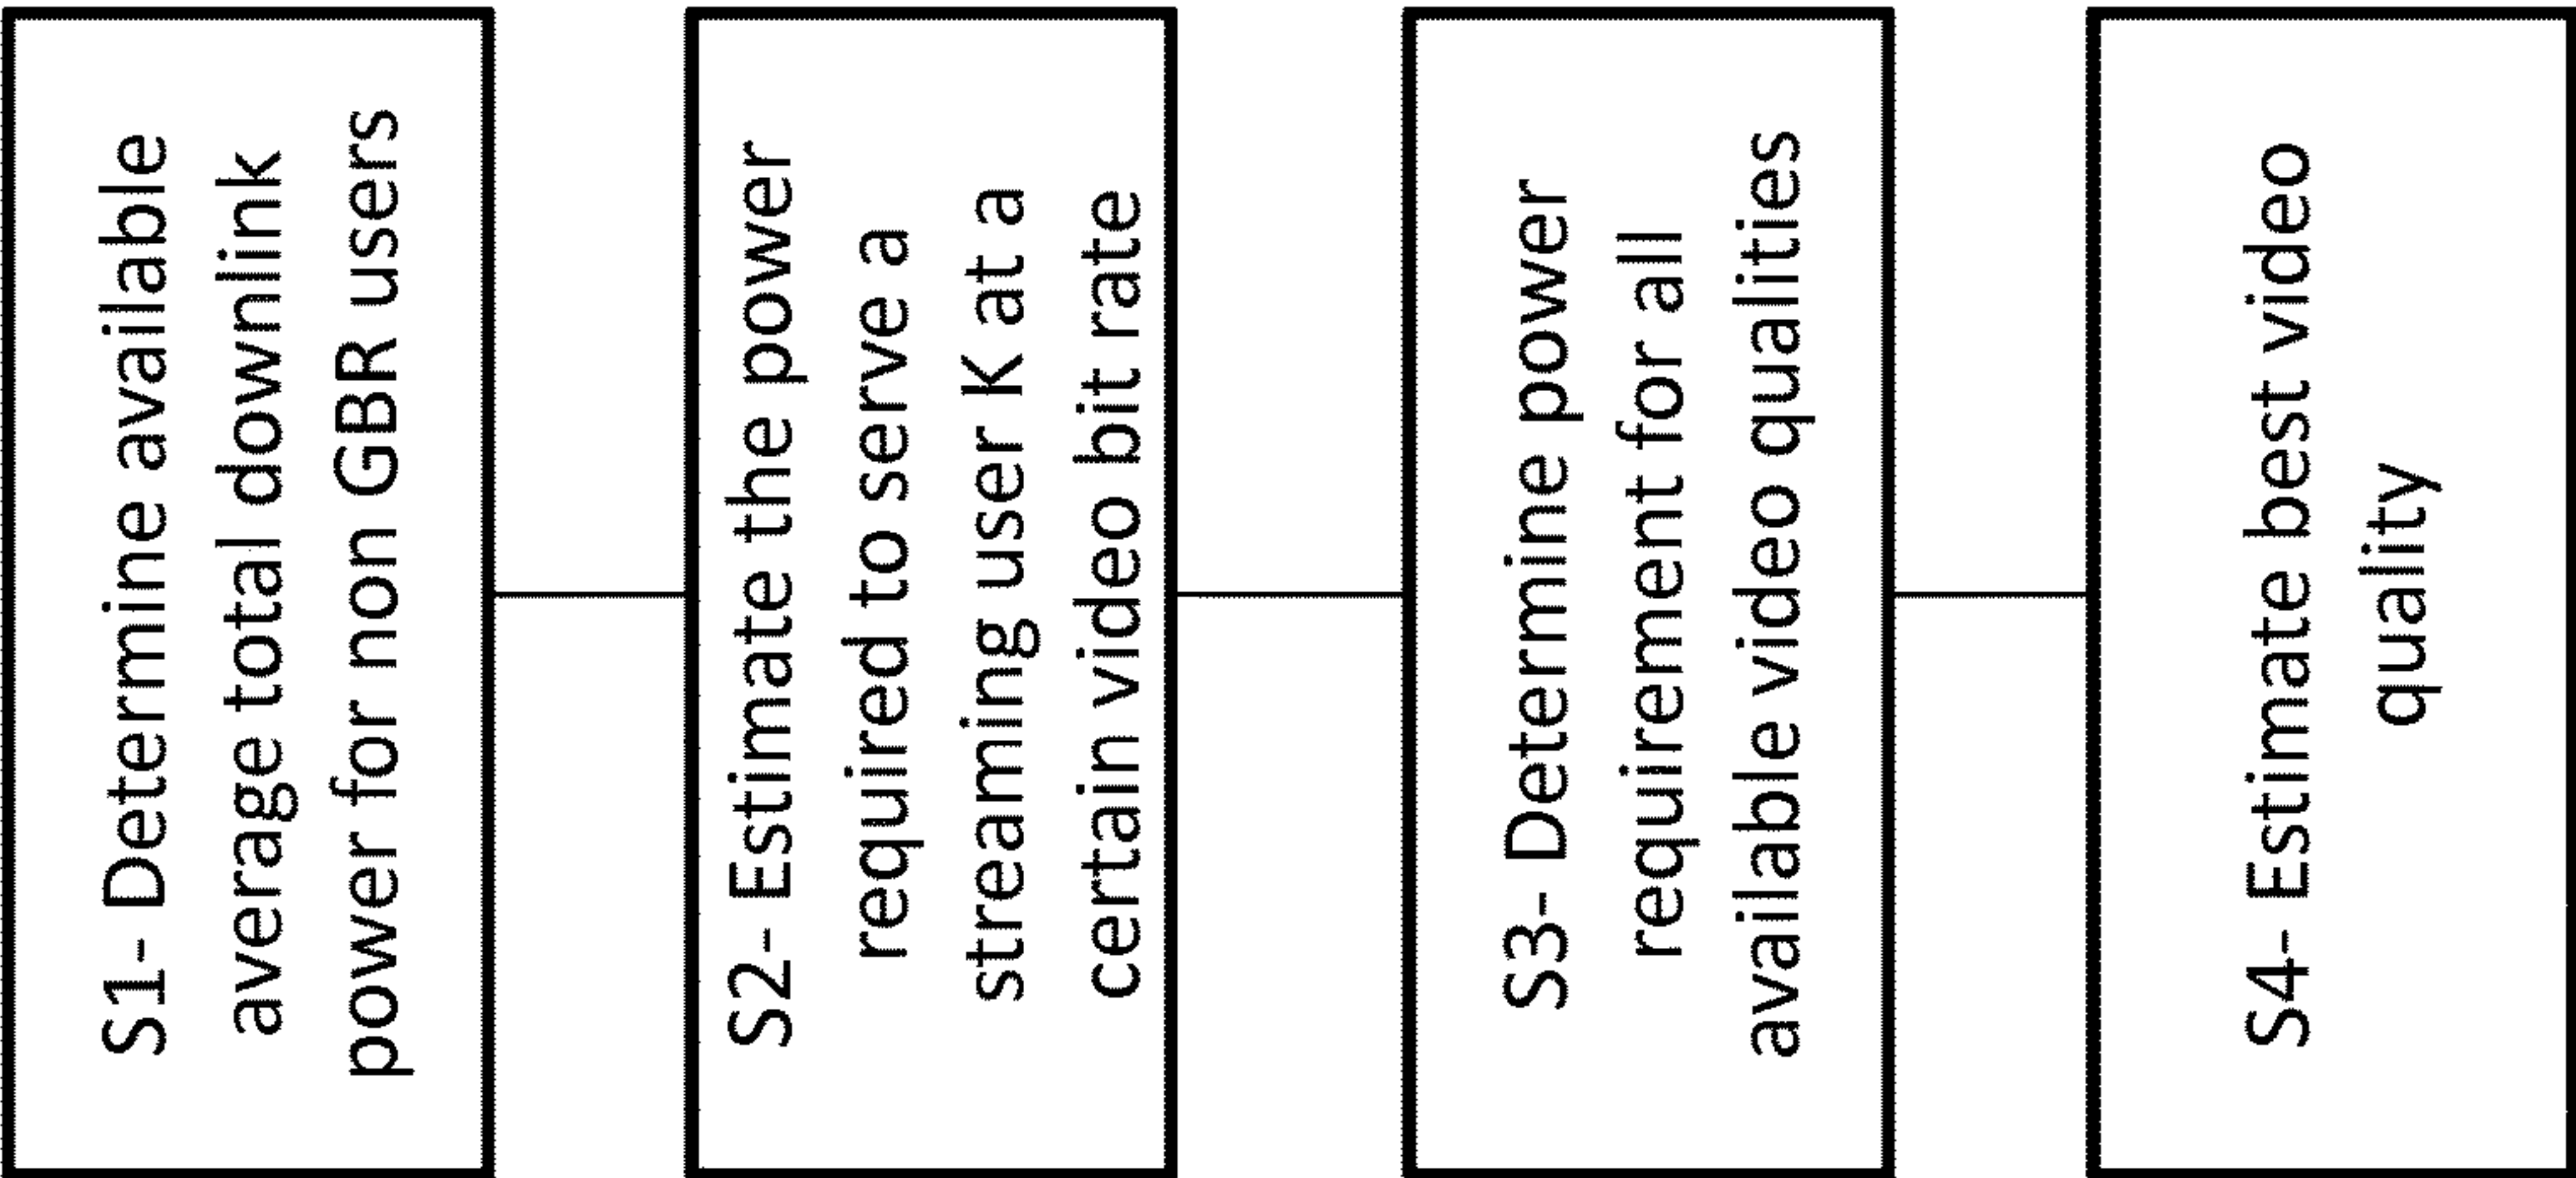 S1- Determine available
average total downlink
power for non GBR users
S2- Estimate the power
required to serve a
streaming user K at a
certain video bit rate
S3- Determine power
requirement for all
available video qualities
S4- Estimate best video
quality